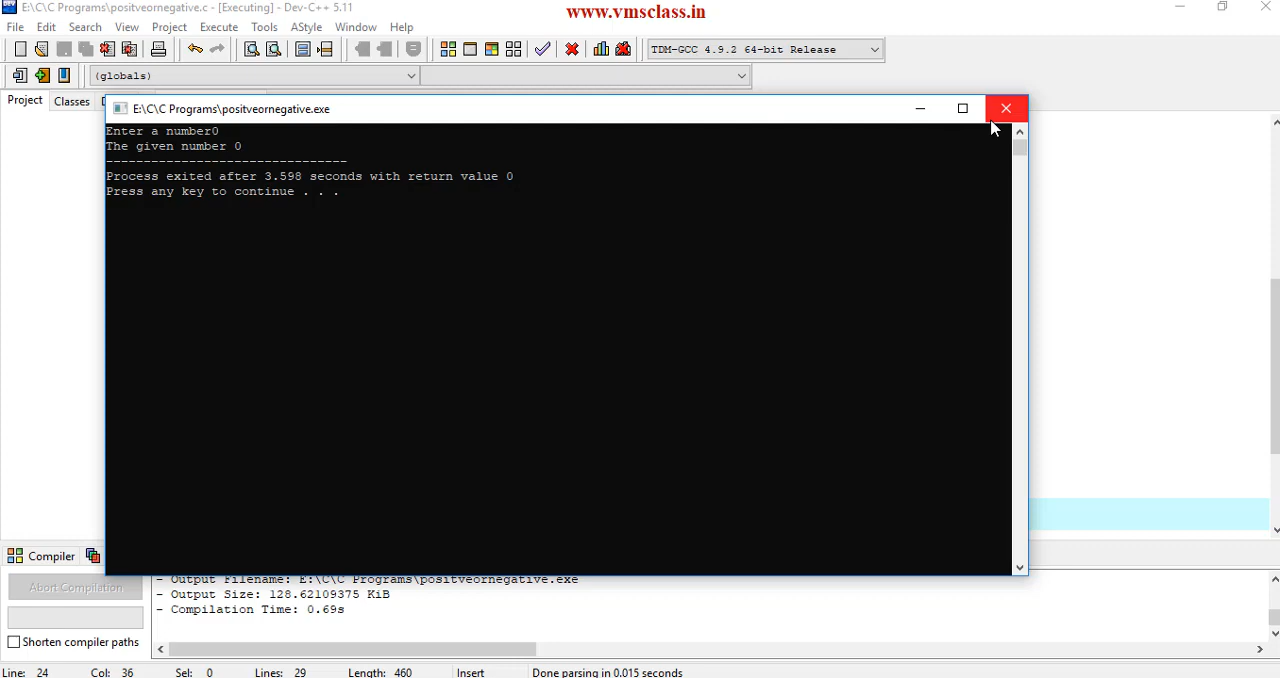 E:\C\C Programs\positveornegative.c - [Executing] - Dev-C++ 5.11
www.vmsclass.in
File Edit Search View Project Execute Tools AStyle Window Help
TDM-GCC 4.9.2 64-bit Release
(globals)
Project Classes
E:\C\C Programs\positveornegative.exe
Enter a number0
The given number 0
--------------------------------
Process exited after 3.598 seconds with return value 0
Press any key to continue . . .
Compiler
Abort Compilation
Shorten compiler paths
- Output Filename: E:\C\C Programs\positveornegative.exe
- Output Size: 128.62109375 KiB
- Compilation Time: 0.69s
Line: 24 Col: 36 Sel: 0 Lines: 29 Length: 460 Insert Done parsing in 0.015 seconds